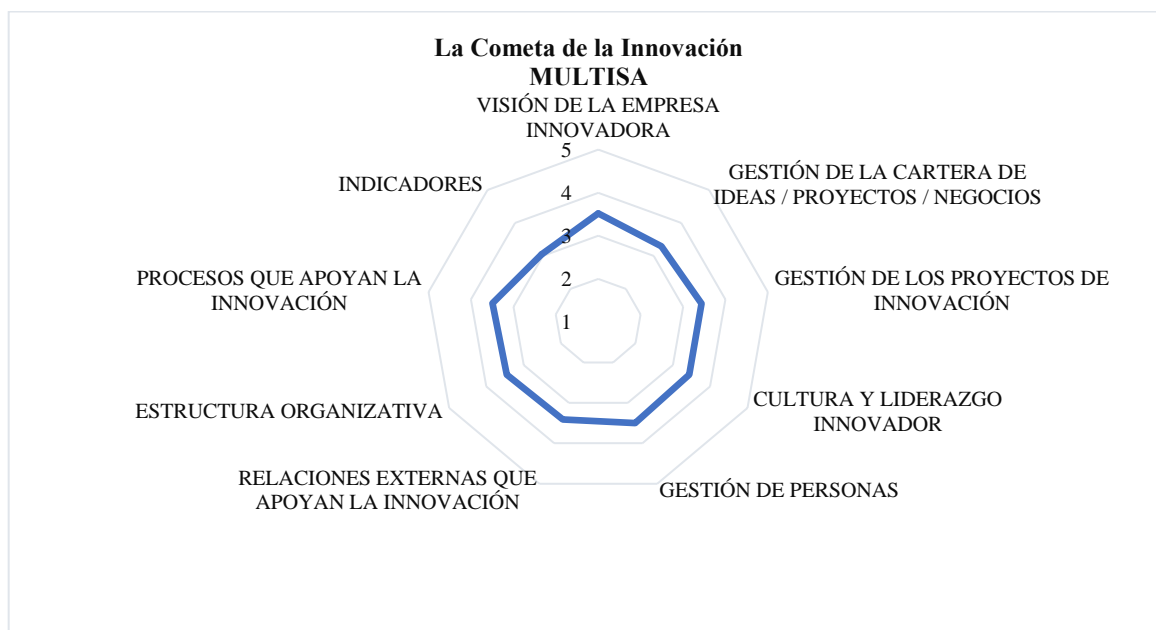 La Cometa de la Innovación
MULTISA
VISIÓN DE LA EMPRESA
INNOVADORA
GESTIÓN DE LA CARTERA DE
IDEAS / PROYECTOS / NEGOCIOS
GESTIÓN DE LOS PROYECTOS DE
INNOVACIÓN
CULTURA Y LIDERAZGO
INNOVADOR
GESTIÓN DE PERSONAS
RELACIONES EXTERNAS QUE
APOYAN LA INNOVACIÓN
ESTRUCTURA ORGANIZATIVA
PROCESOS QUE APOYAN LA
INNOVACIÓN
INDICADORES
5
4
3
2
1